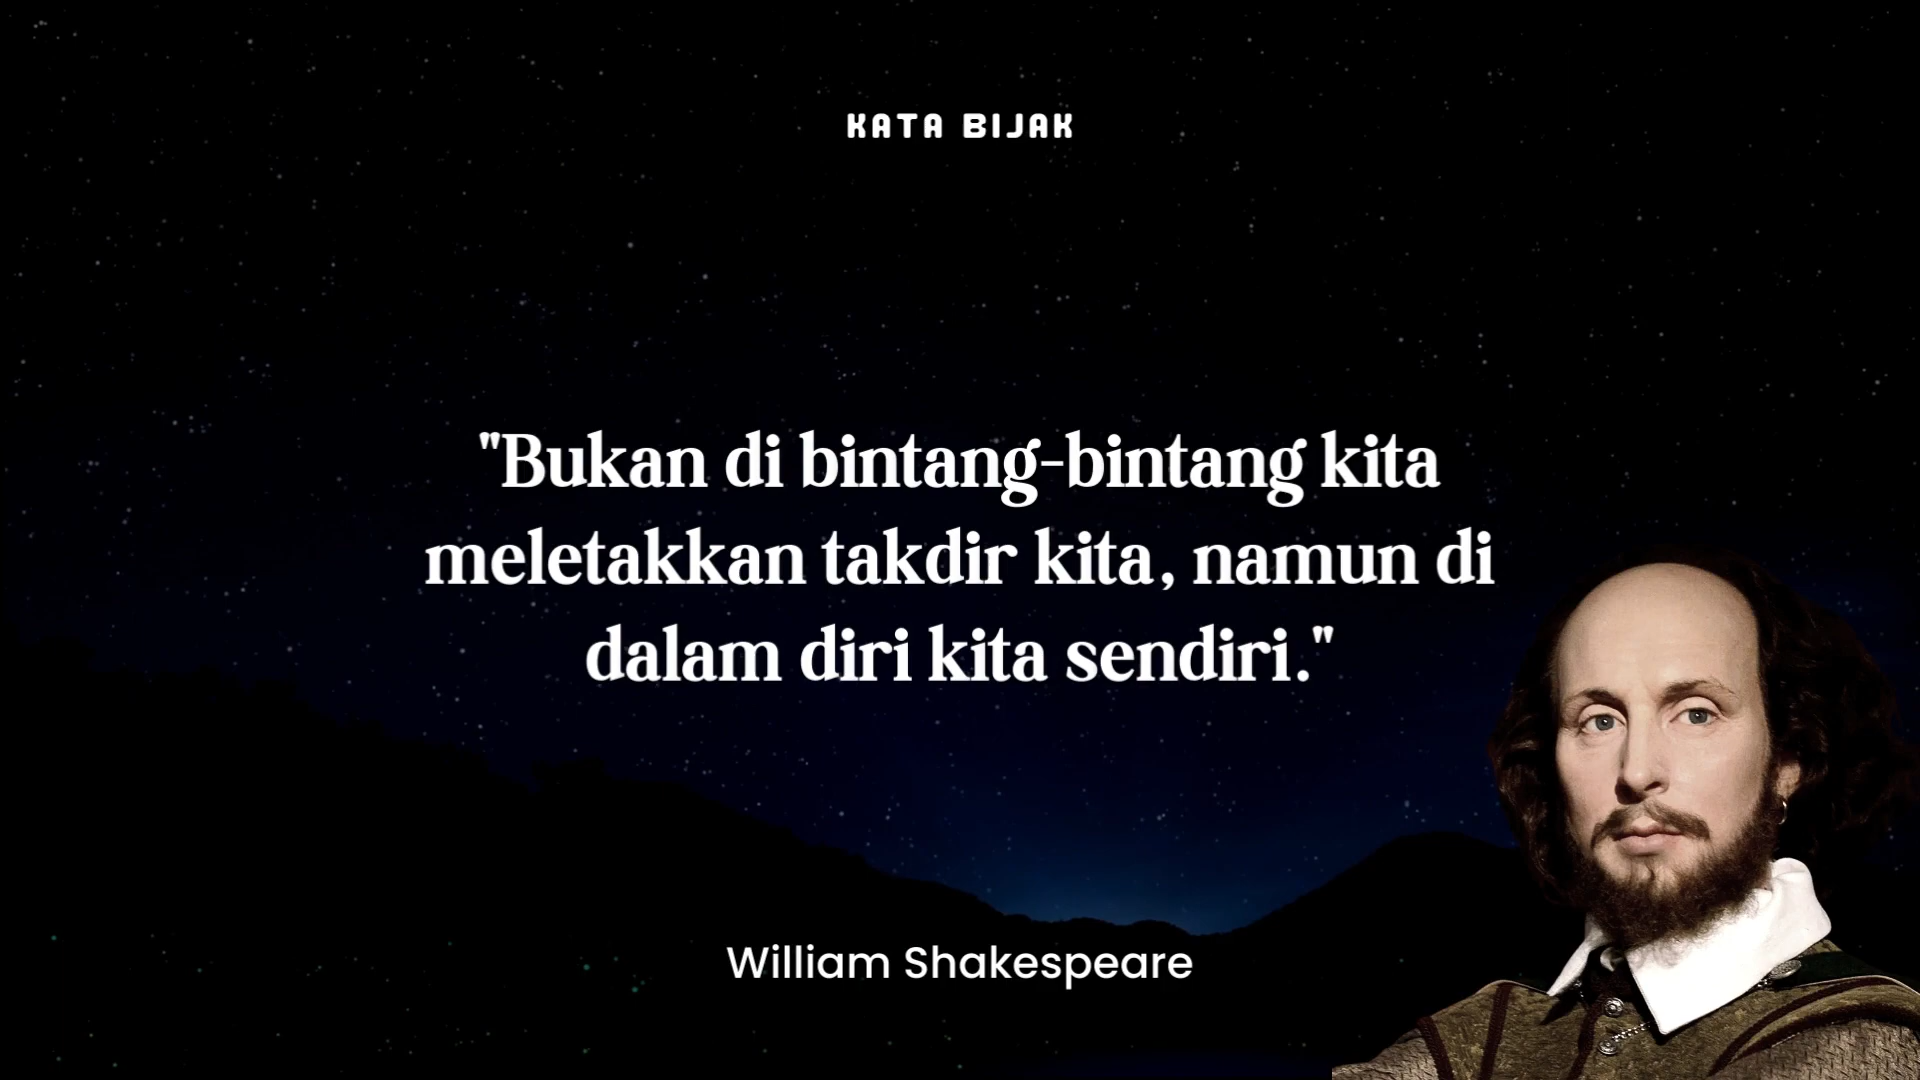 KATA BIJAK
"Bukan di bintang-bintang kita
meletakkan takdir kita, namun di
dalam diri kita sendiri."
William Shakespeare